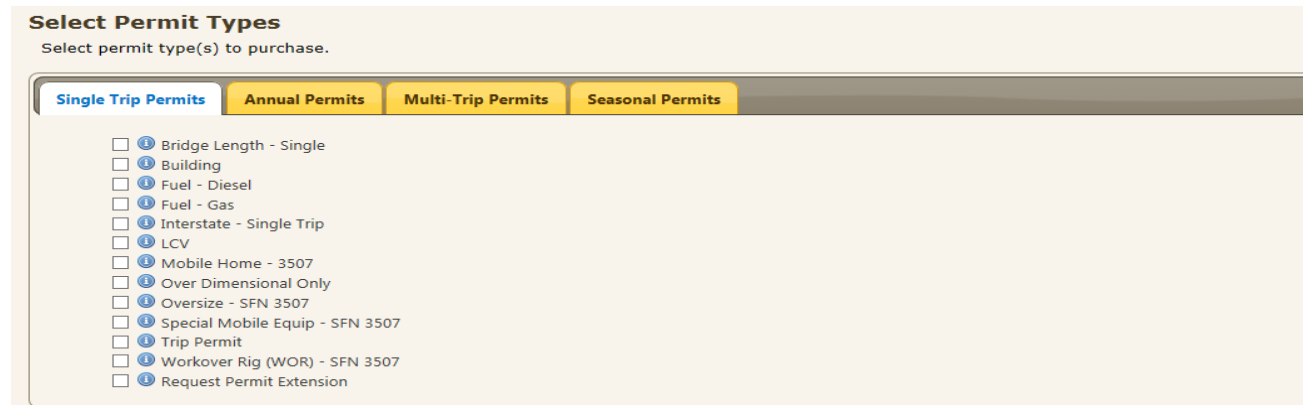 Select Permit Types
Select permit type(s) to purchase.
Single Trip Permits Annual Permits Multi-Trip Permits Seasonal Permits
Bridge Length - Single
Building
Fuel - Diesel
Fuel - Gas
Interstate - Single Trip
LCV
Mobile Home - 3507
Over Dimensional Only
Oversize - SFN 3507
Special Mobile Equip - SFN 3507
Trip Permit
Workover Rig (WOR) - SFN 3507
Request Permit Extension